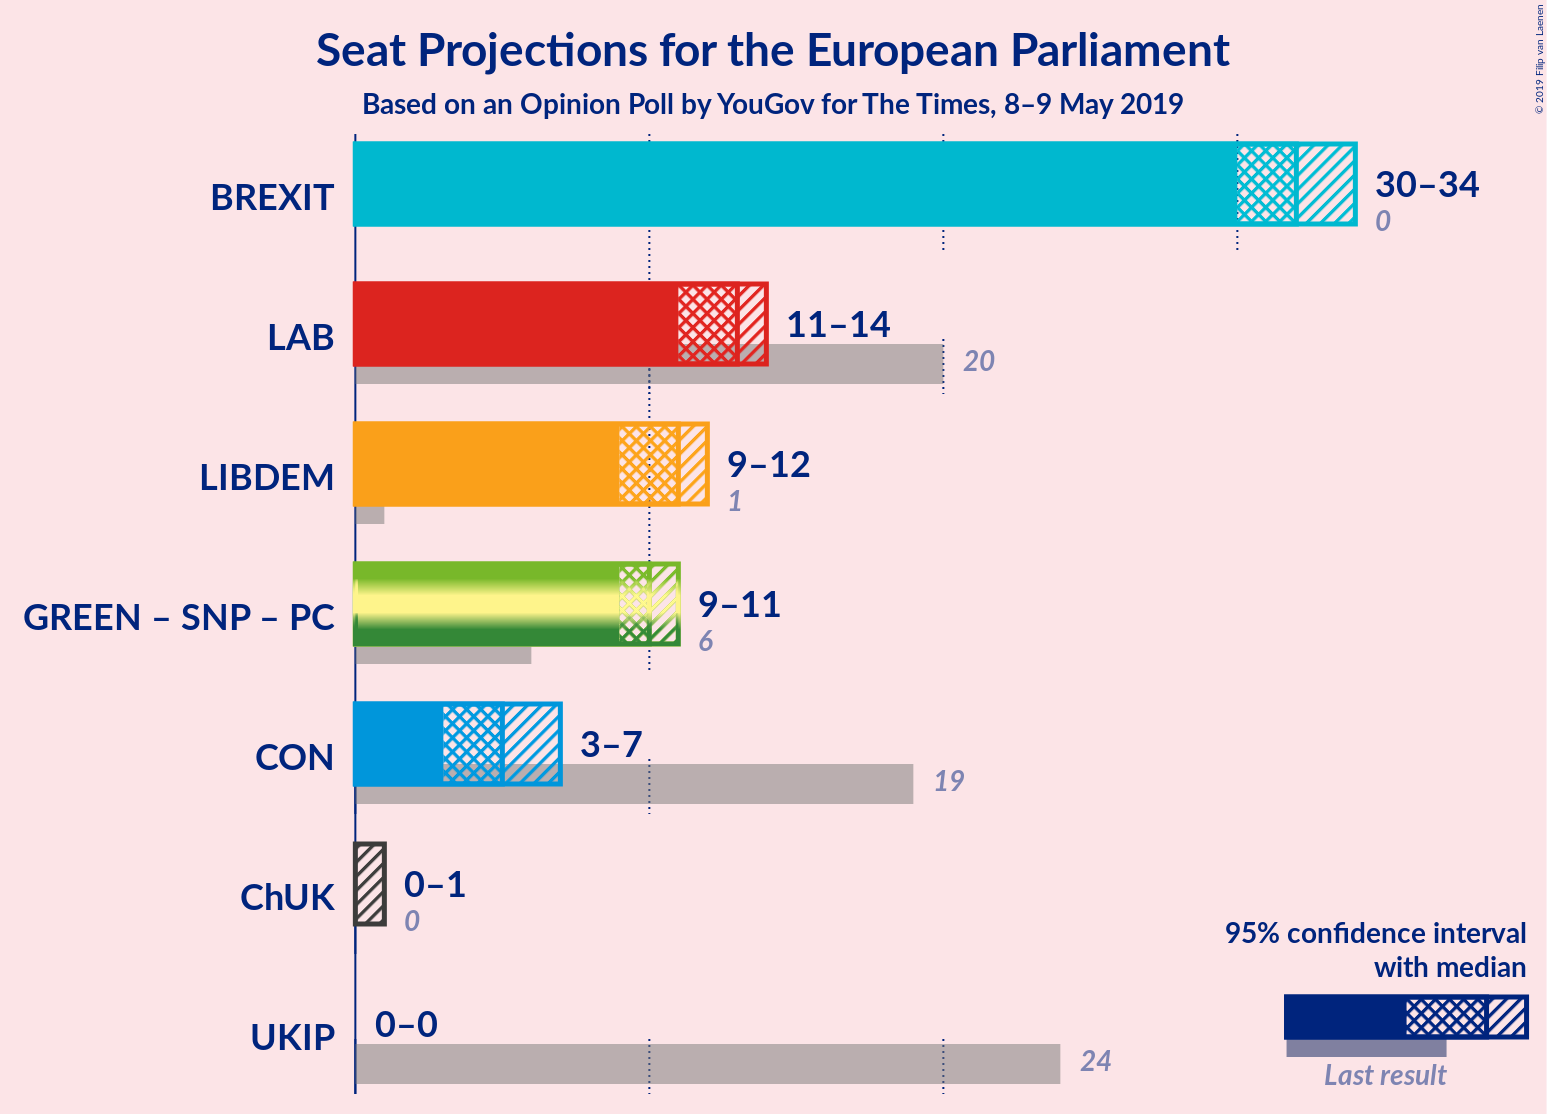 Seat Projections for the European Parliament
Based on an Opinion Poll by YouGov for The Times, 8–9 May 2019
© 2019 Filip van Laenen
BREXIT
30–34
0
LAB
11–14
20
LIBDEM
9–12
1
GREEN – SNP – PC
9–11
6
CON
3–7
19
ChUK
0–1
0
UKIP
0–0
24
95% confidence interval
with median
Last result